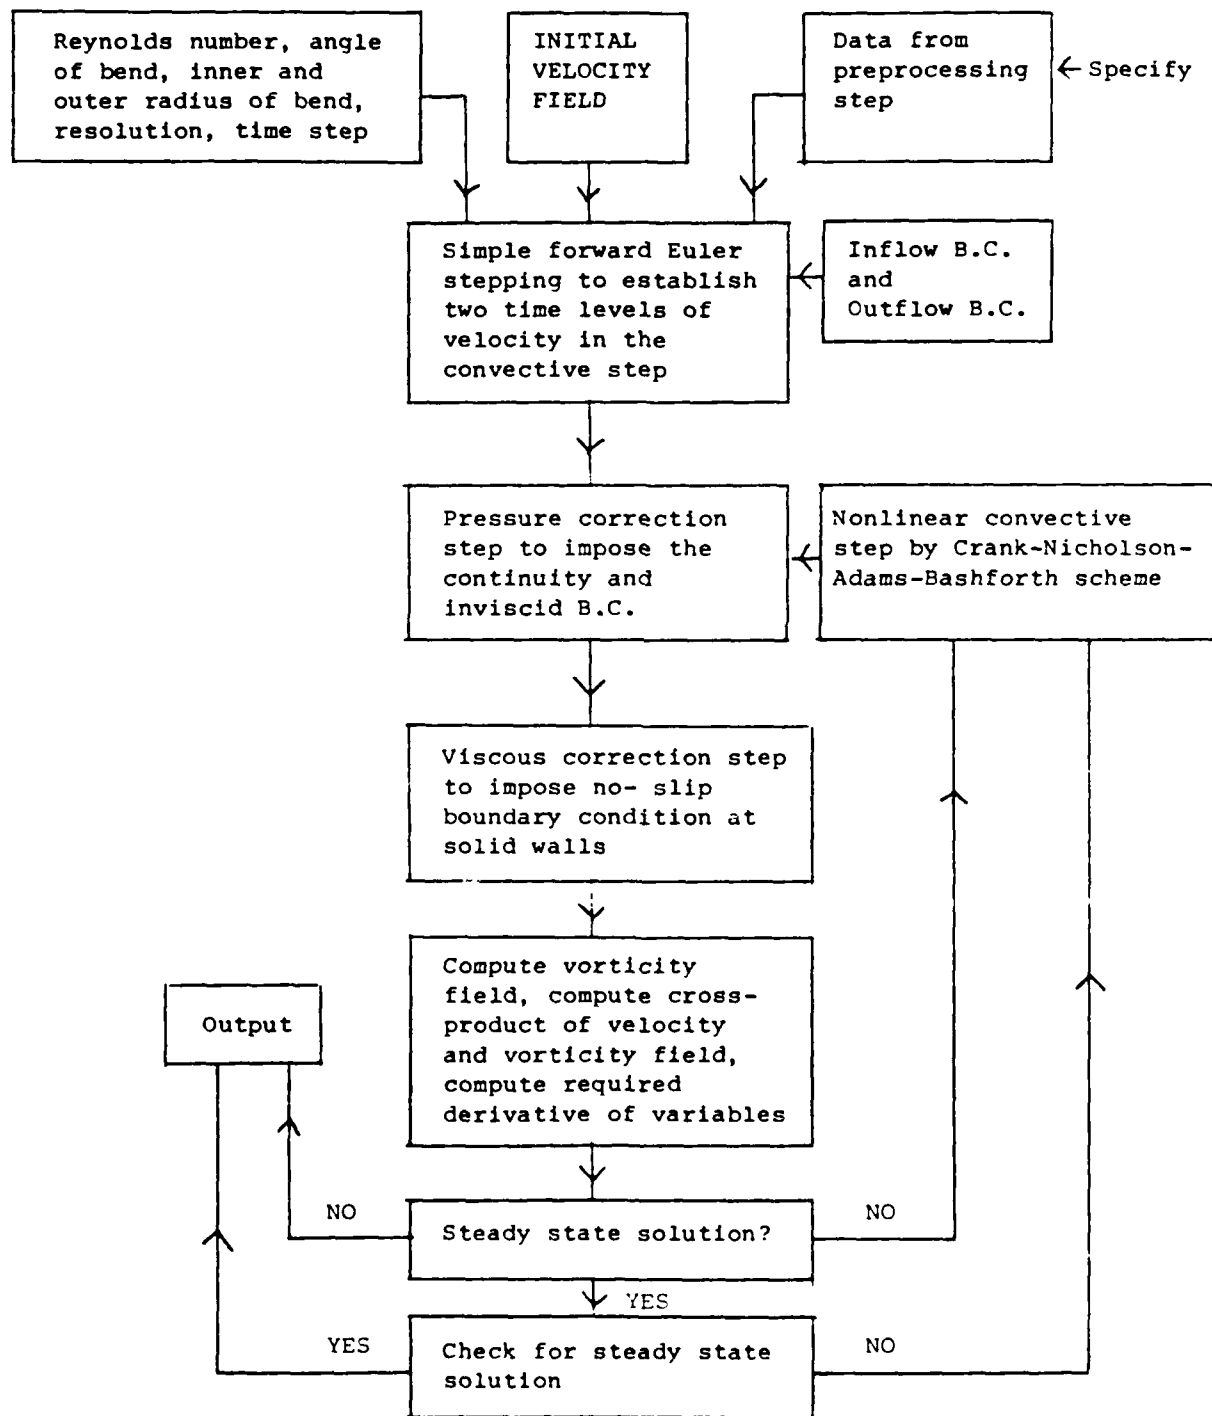 Reynolds number, angle
of bend, inner and
outer radius of bend,
resolution, time step
INITIAL
VELOCITY
FIELD
Data from
preprocessing
step
Specify
Simple forward Euler
stepping to establish
two time levels of
velocity in the
convective step
Inflow B.C.
and
Outflow B.C.
Pressure correction
step to impose the
continuity and
inviscid B.C.
Nonlinear convective
step by Crank-Nicholson-
Adams-Bashforth scheme
Viscous correction step
to impose no- slip
boundary condition at
solid walls
Compute vorticity
field, compute cross-
product of velocity
and vorticity field,
compute required
derivative of variables
Output
NO
Steady state solution?
NO
YES
YES
Check for steady state
solution
NO